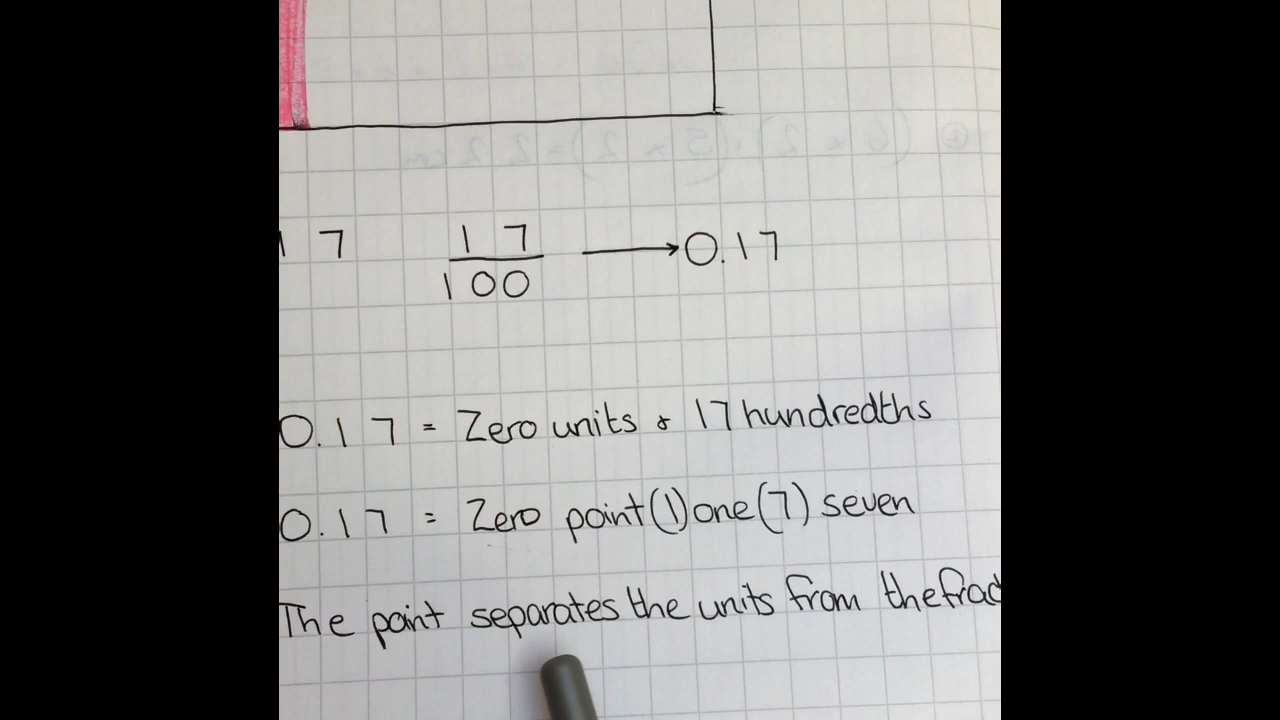 17 17/100 → 0.17
0.17 = Zero units & 17 hundredths
0.17 = Zero point (1) one (7) seven
The point separates the units from the frac